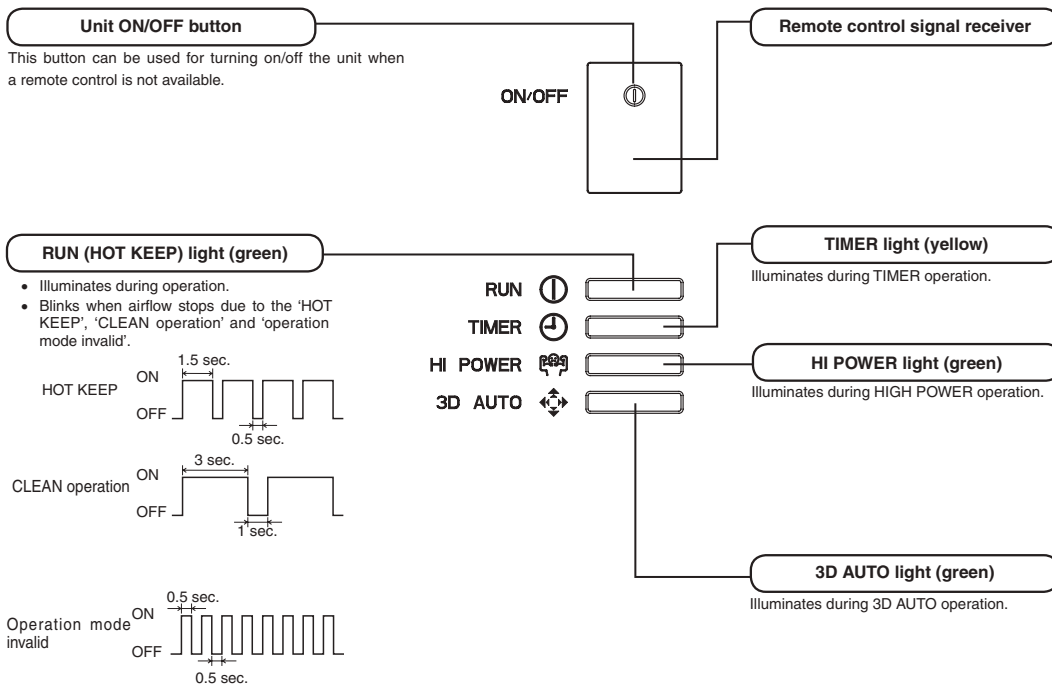 Unit ON/OFF button
This button can be used for turning on/off the unit when
a remote control is not available.
Remote control signal receiver
ON/OFF
RUN (HOT KEEP) light (green)
• Illuminates during operation.
• Blinks when airflow stops due to the ‘HOT
KEEP’, ‘CLEAN operation’ and ‘operation
mode invalid’.
HOT KEEP
ON
OFF
1.5 sec.
0.5 sec.
CLEAN operation
ON
OFF
3 sec.
1 sec.
Operation mode
invalid
ON
OFF
0.5 sec.
0.5 sec.
RUN
TIMER
HI POWER
3D AUTO
TIMER light (yellow)
Illuminates during TIMER operation.
HI POWER light (green)
Illuminates during HIGH POWER operation.
3D AUTO light (green)
Illuminates during 3D AUTO operation.